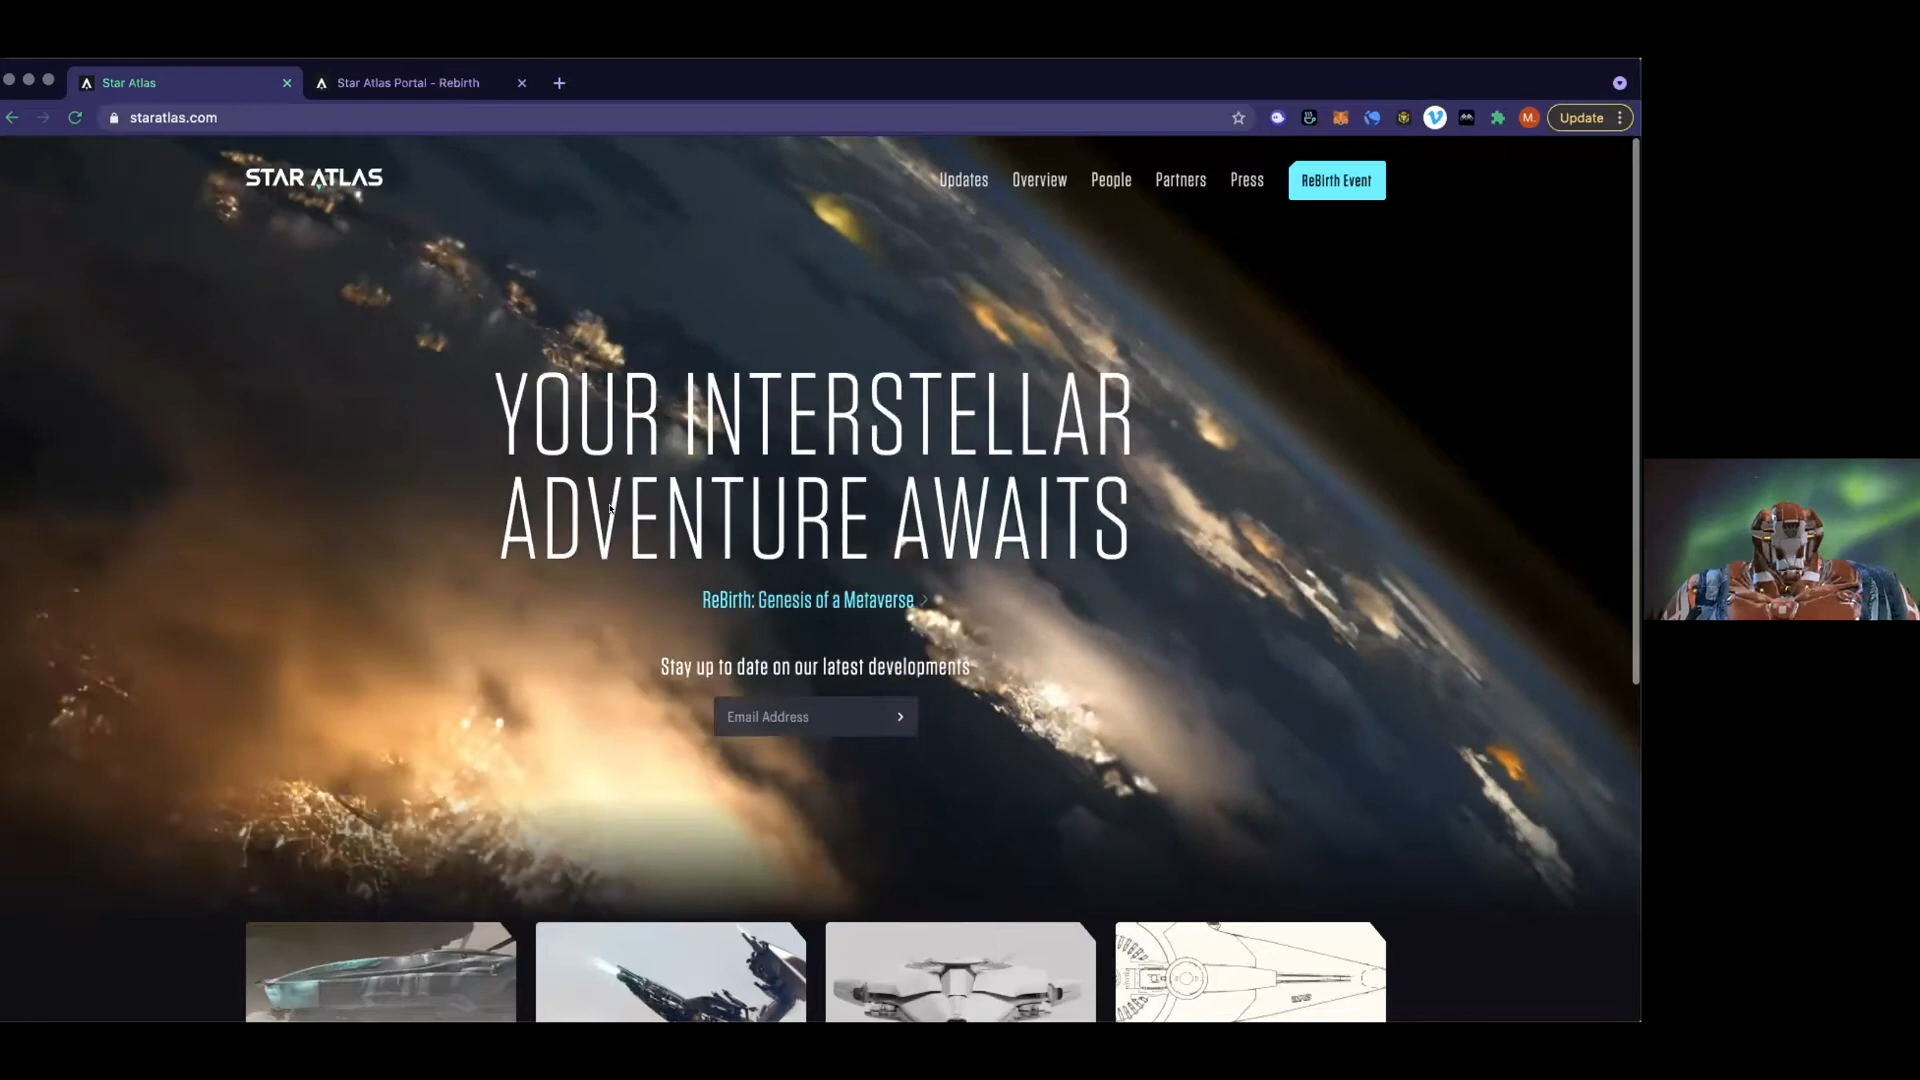 Star Atlas
Star Atlas Portal - Rebirth
staratlas.com
M.
Update
STAR ATLAS
Updates
Overview
People
Partners
Press
ReBirth Event
YOUR INTERSTELLAR
ADVENTURE AWAITS
ReBirth: Genesis of a Metaverse
Stay up to date on our latest developments
Email Address